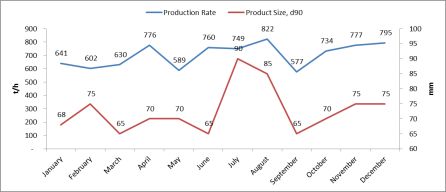 Production Rate Product Size, d90
900 100
800 95
700 90
600 85
500 80
400 75
300 70
200 65
100 60
-
t/h
mm
641 602 630 776 589 760 749 822 577 734 777 795
68 75 65 70 70 65 90 85 65 70 75 75
January February March April May June July August September October November December